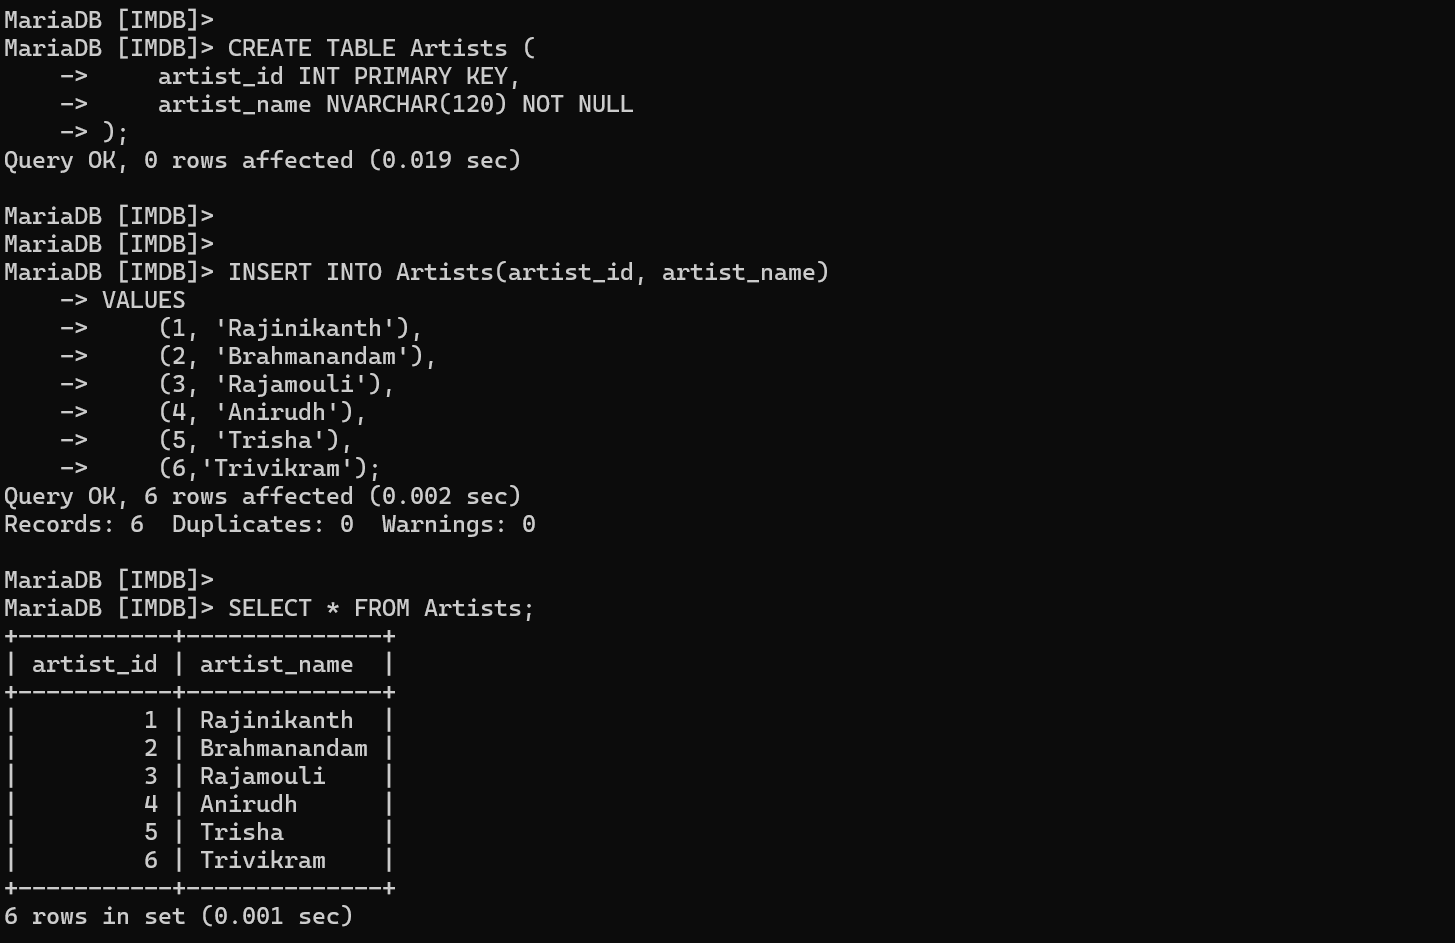 MariaDB [IMDB]>
MariaDB [IMDB]> CREATE TABLE Artists (
    ->     artist_id INT PRIMARY KEY,
    ->     artist_name NVARCHAR(120) NOT NULL
    -> );
Query OK, 0 rows affected (0.019 sec)

MariaDB [IMDB]>
MariaDB [IMDB]>
MariaDB [IMDB]> INSERT INTO Artists(artist_id, artist_name)
    -> VALUES
    ->     (1, 'Rajinikanth'),
    ->     (2, 'Brahmanandam'),
    ->     (3, 'Rajamouli'),
    ->     (4, 'Anirudh'),
    ->     (5, 'Trisha'),
    ->     (6,'Trivikram');
Query OK, 6 rows affected (0.002 sec)
Records: 6  Duplicates: 0  Warnings: 0

MariaDB [IMDB]>
MariaDB [IMDB]> SELECT * FROM Artists;
+-----------+--------------+
| artist_id | artist_name  |
+-----------+--------------+
|         1 | Rajinikanth  |
|         2 | Brahmanandam |
|         3 | Rajamouli    |
|         4 | Anirudh      |
|         5 | Trisha       |
|         6 | Trivikram    |
+-----------+--------------+
6 rows in set (0.001 sec)